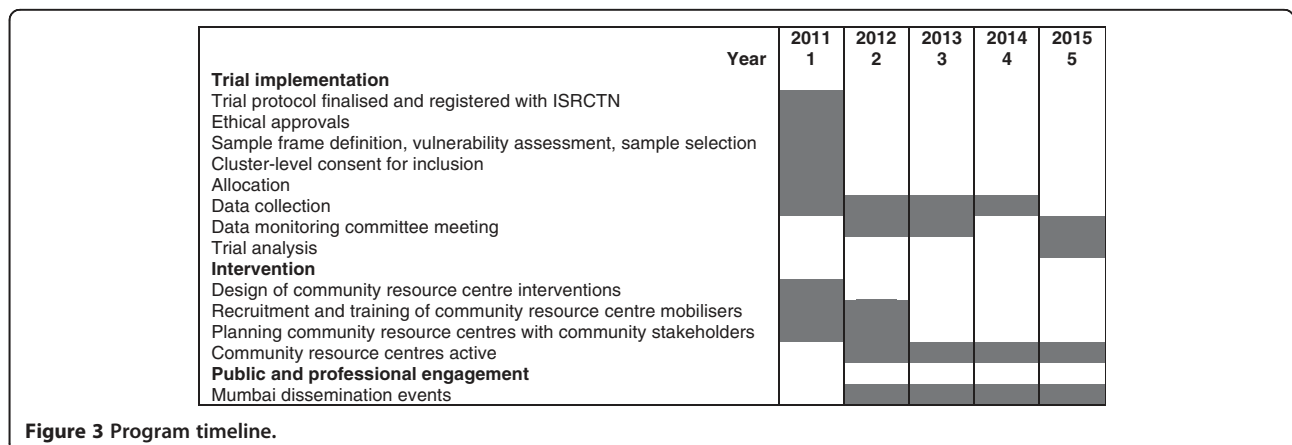 2011 2012 2013 2014 2015
Year 1 2 3 4 5
Trial implementation
Trial protocol finalised and registered with ISRCTN
Ethical approvals
Sample frame definition, vulnerability assessment, sample selection
Cluster-level consent for inclusion
Allocation
Data collection
Data monitoring committee meeting
Trial analysis
Intervention
Design of community resource centre interventions
Recruitment and training of community resource centre mobilisers
Planning community resource centres with community stakeholders
Community resource centres active
Public and professional engagement
Mumbai dissemination events
Figure 3 Program timeline.